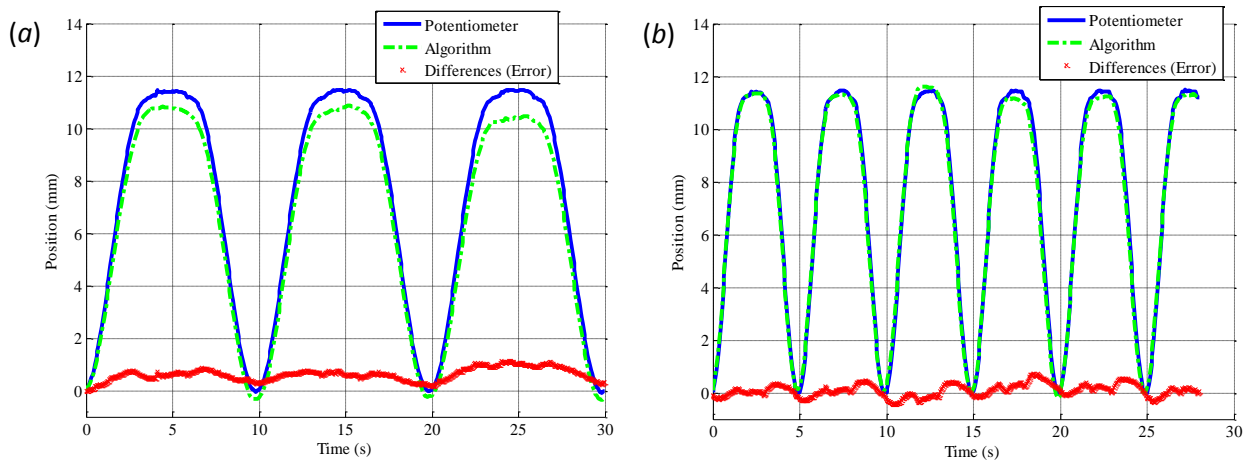 (a)
Potentiometer
Algorithm
Differences (Error)
Position (mm)
14
12
10
8
6
4
2
0
0 5 10 15 20 25 30
Time (s)
(b)
Potentiometer
Algorithm
Differences (Error)
Position (mm)
14
12
10
8
6
4
2
0
0 5 10 15 20 25 30
Time (s)